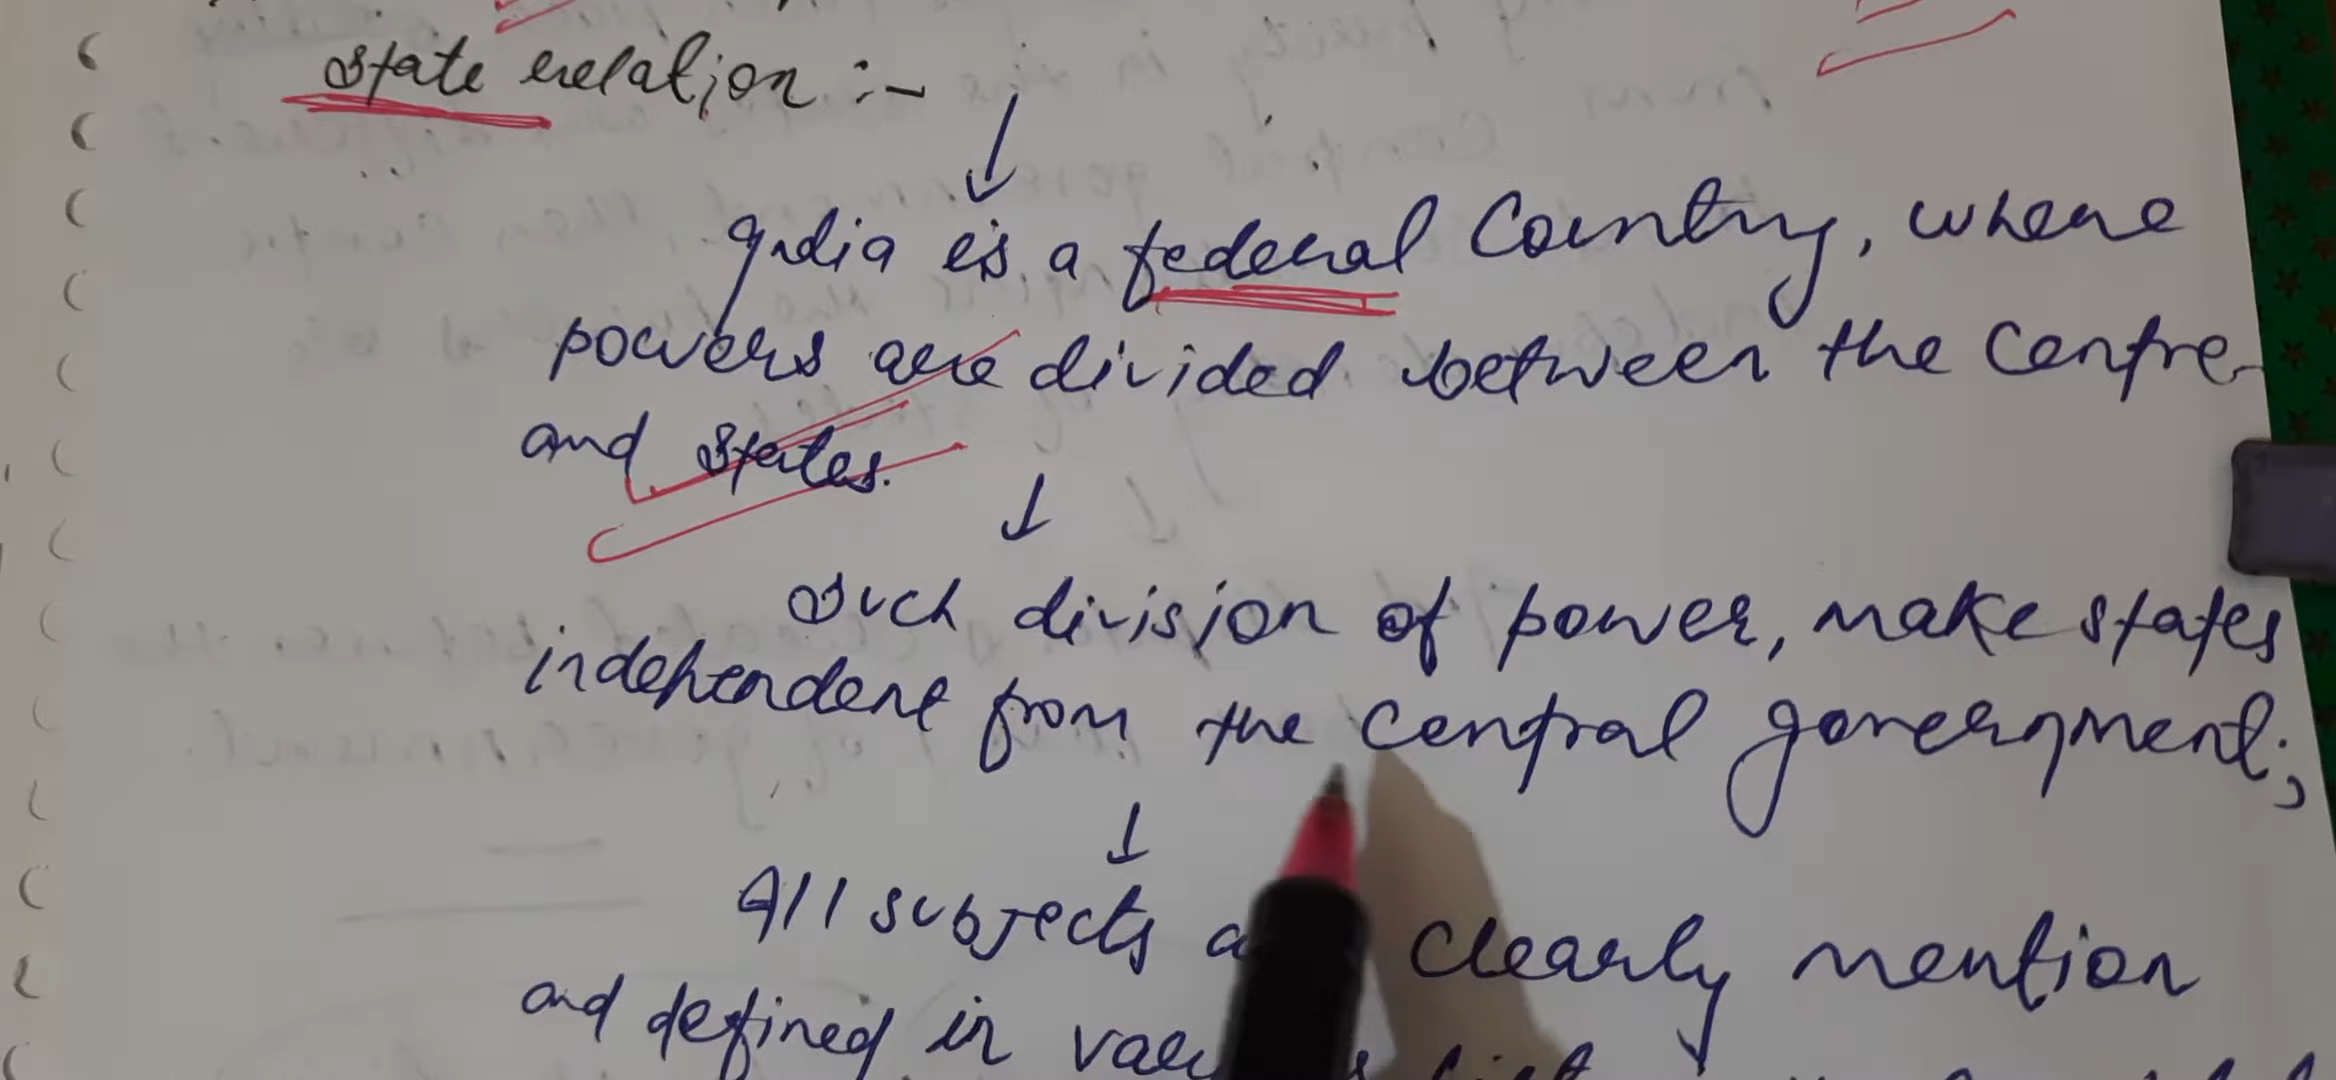 State relation :-
India is a federal Country, where
powers are divided between the Centre
and States.
Such division of power, make states
independent from the central government;
All subjects clearly mention
and defined in